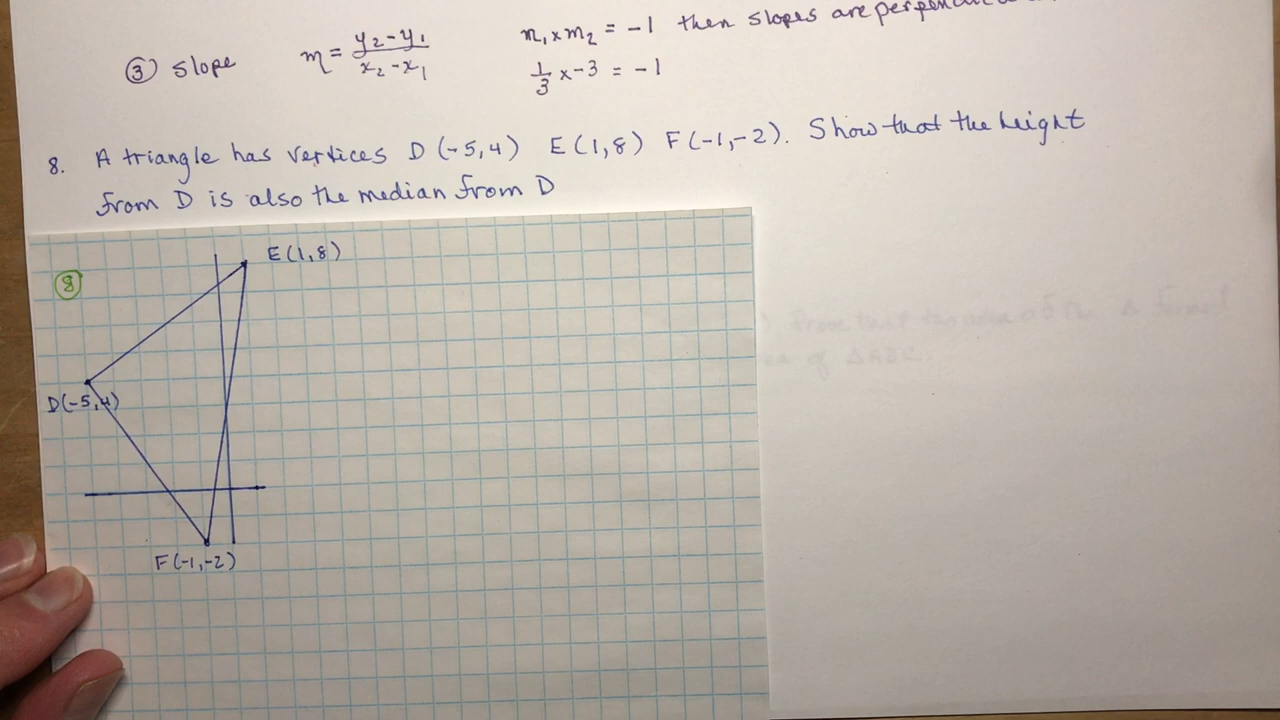 ③ slope m = y₂-y₁ / x₂-x₁ m₁ x m₂ = -1 then slopes are
1/3 x -3 = -1
8. A triangle has vertices D (-5,4) E (1,8) F (-1,-2). Show that the height
from D is also the median from D
E (1,8)
⑧
D(-5,4)
F (-1,-2)